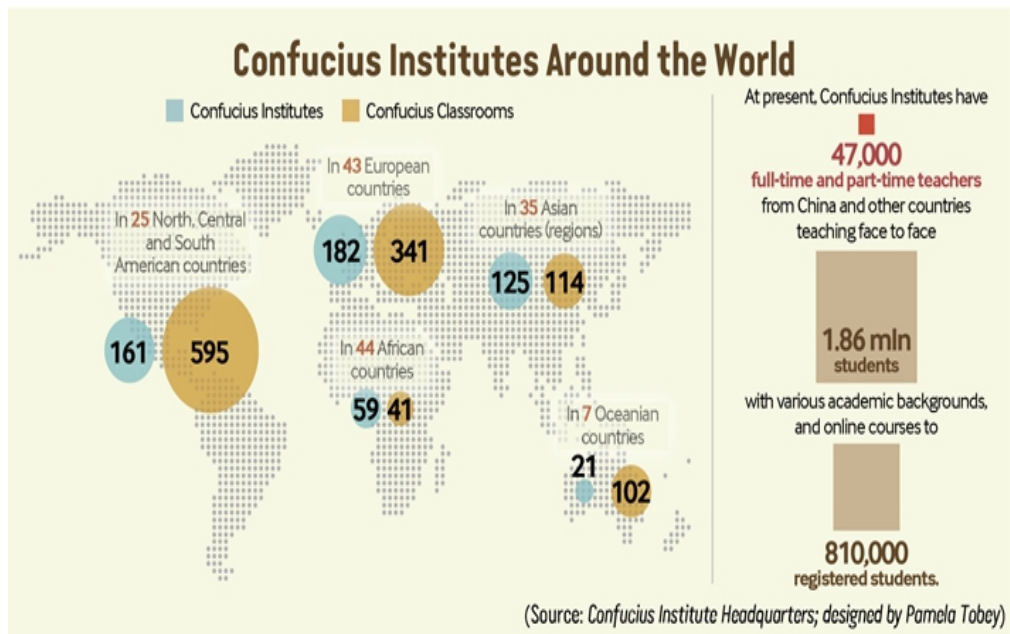 Confucius Institutes Around the World
Confucius Institutes
Confucius Classrooms
In 25 North, Central
and South
American countries
161
595
In 43 European
countries
182
341
In 35 Asian
countries (regions)
125
114
In 44 African
countries
59
41
In 7 Oceanian
countries
21
102
At present, Confucius Institutes have
47,000
full-time and part-time teachers
from China and other countries
teaching face to face
1.86 mln
students
with various academic backgrounds,
and online courses to
810,000
registered students.
(Source: Confucius Institute Headquarters; designed by Pamela Tobey)